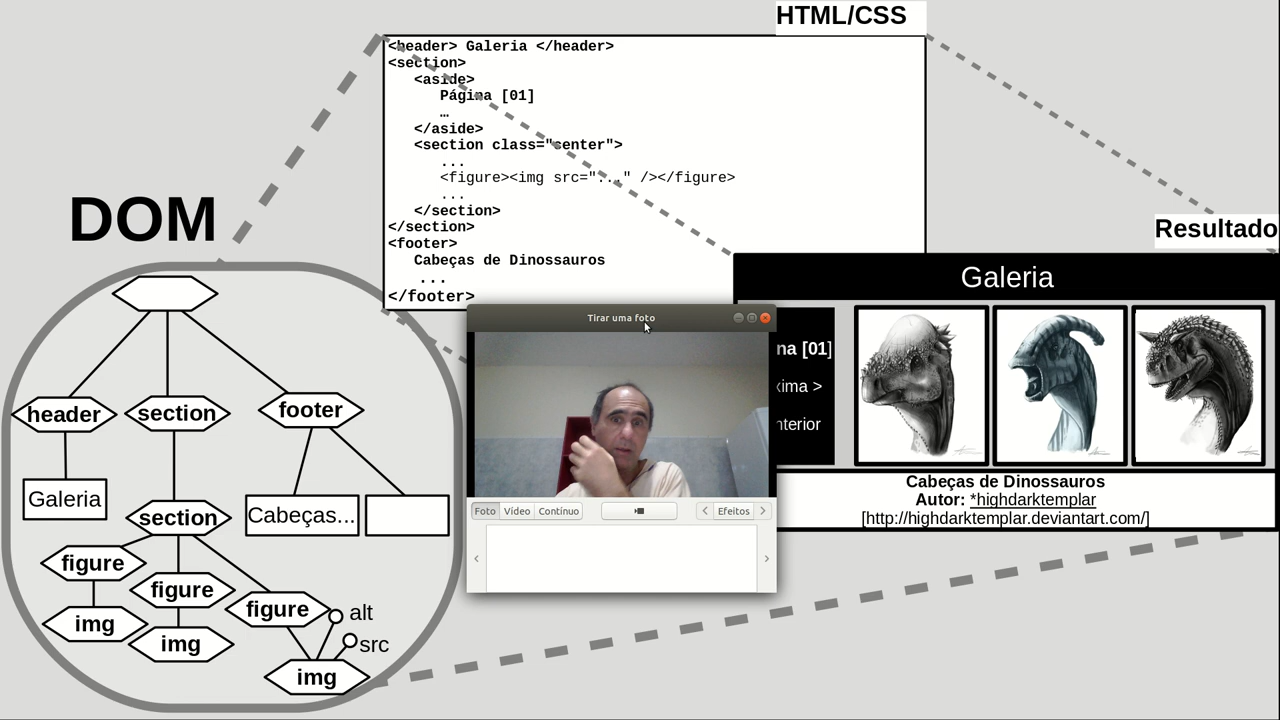 HTML/CSS
<header> Galeria </header>
<section>
<aside>
Página [01]
…
</aside>
<section class="senter">
...
<figure><img src="..." /></figure>
...
</section>
</section>
<footer>
Cabeças de Dinossauros
...
</footer>
DOM
header
section
footer
Galeria
Cabeças...
section
figure
figure
figure
img
img
img
alt
src
Tirar uma foto
Foto
Vídeo
Contínuo
Efeitos
Resultado
Galeria
na [01]
xima >
nterior
Cabeças de Dinossauros
Autor: *highdarktemplar
[http://highdarktemplar.deviantart.com/]